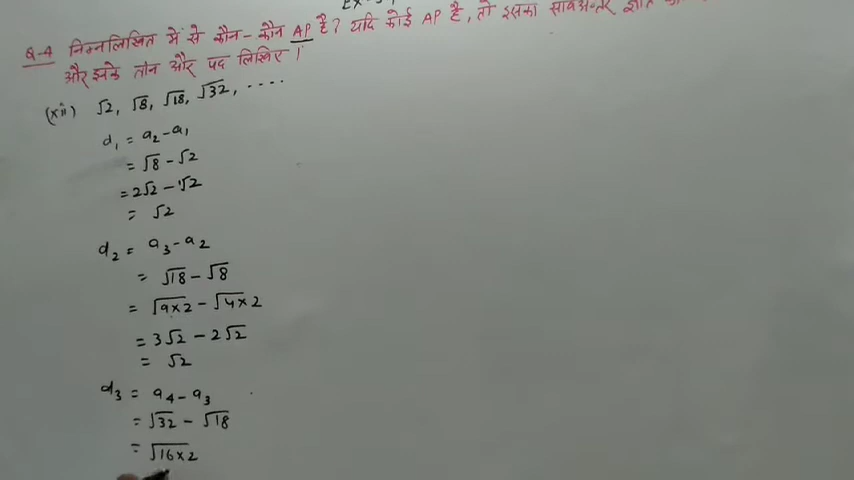 Q-4 निम्नलिखित में से कौन-कौन AP है? यदि कोई AP है, तो इसका सार्वअन्तर ज्ञात
और इनके तीन और पद लिखिए।
(xii) √2, √8, √18, √32, ....
d₁ = a₂-a₁
= √8 - √2
= 2√2 - √2
= √2
d₂ = a₃-a₂
= √18 - √8
= √9×2 - √4×2
= 3√2 - 2√2
= √2
d₃ = a₄-a₃
= √32 - √18
= √16×2